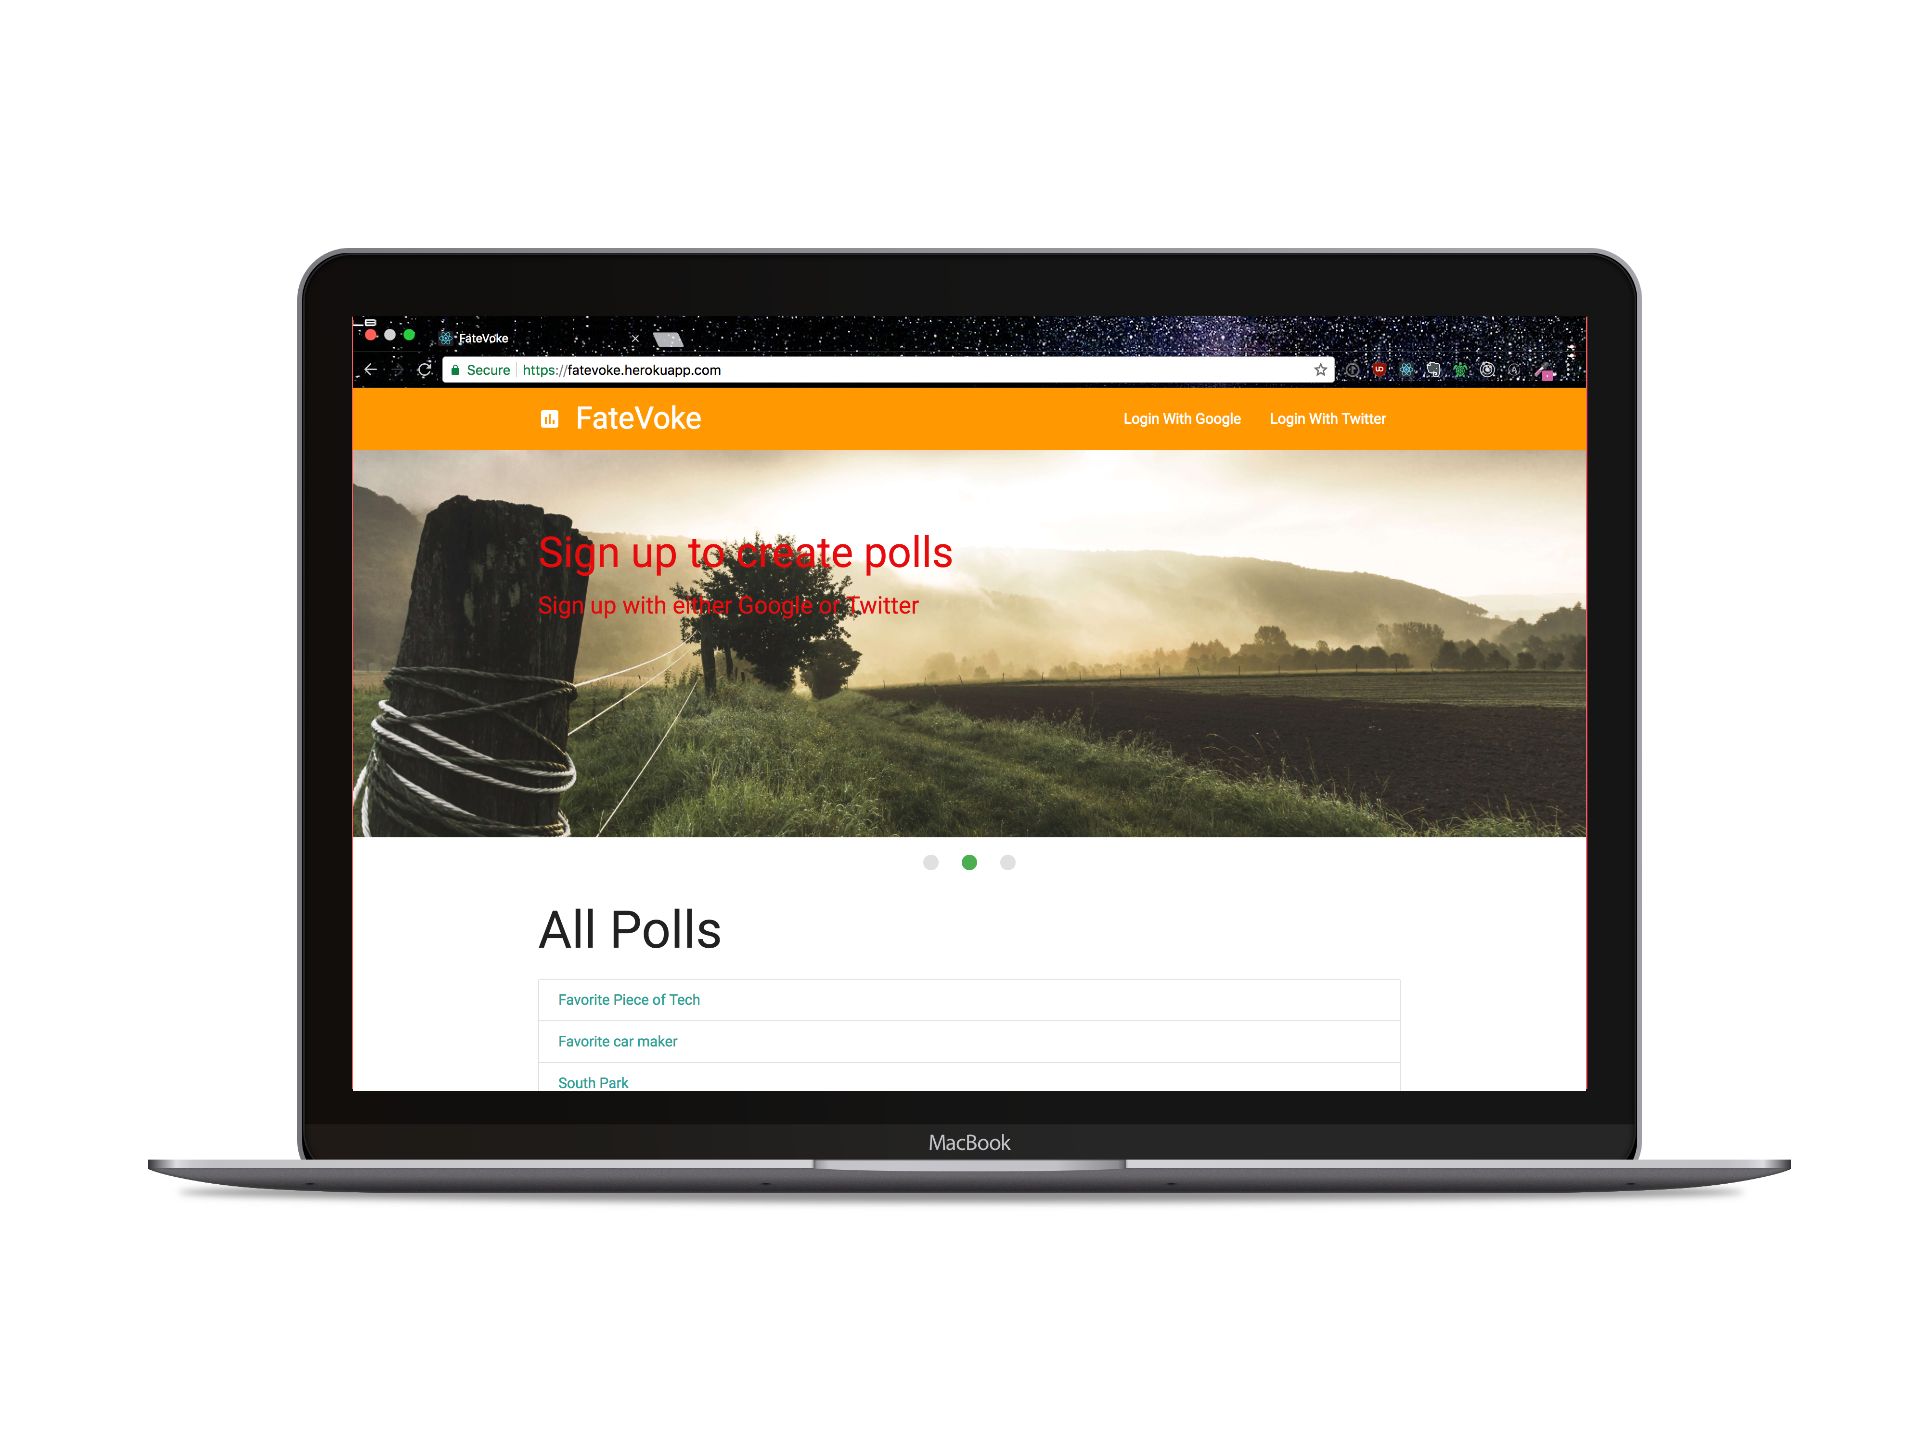 FateVoke
Secure https://fatevoke.herokuapp.com
FateVoke
Login With Google
Login With Twitter
Sign up to create polls
Sign up with either Google or Twitter
All Polls
Favorite Piece of Tech
Favorite car maker
South Park
MacBook